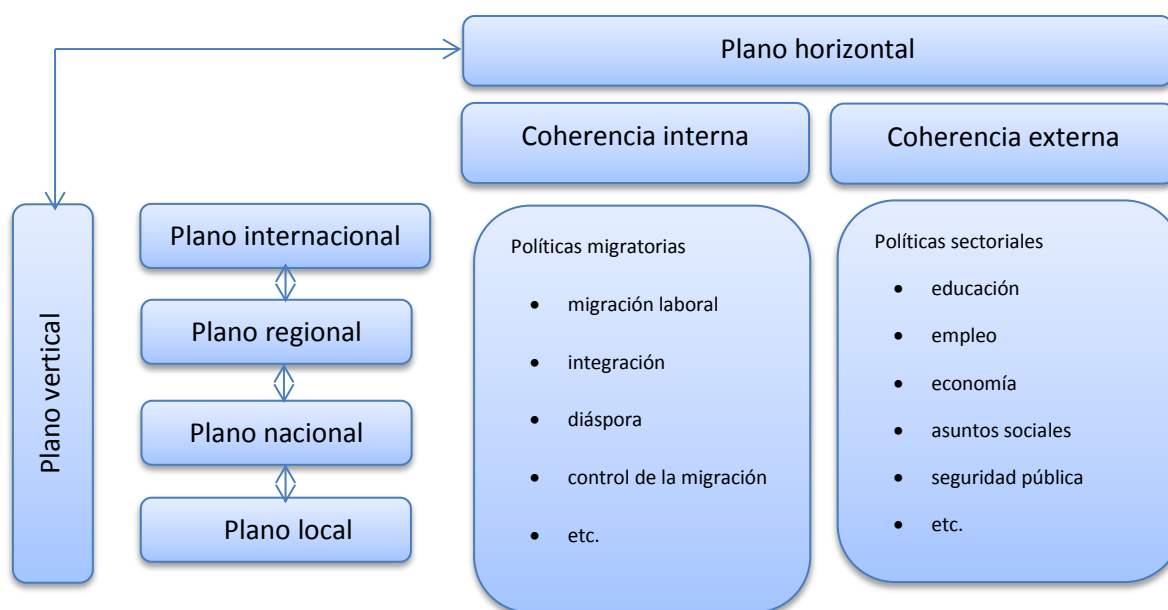 Plano horizontal
Coherencia interna
Coherencia externa
Plano vertical
Plano internacional
Plano regional
Plano nacional
Plano local
Políticas migratorias
• migración laboral
• integración
• diáspora
• control de la migración
• etc.
Políticas sectoriales
• educación
• empleo
• economía
• asuntos sociales
• seguridad pública
• etc.